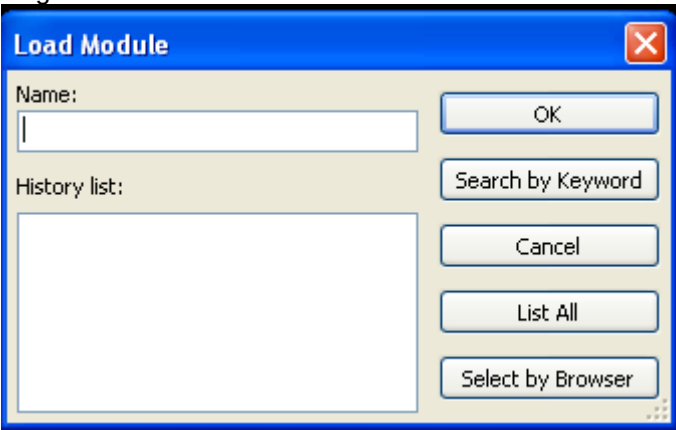 Load Module
Name:
OK
Search by Keyword
History list:
Cancel
List All
Select by Browser